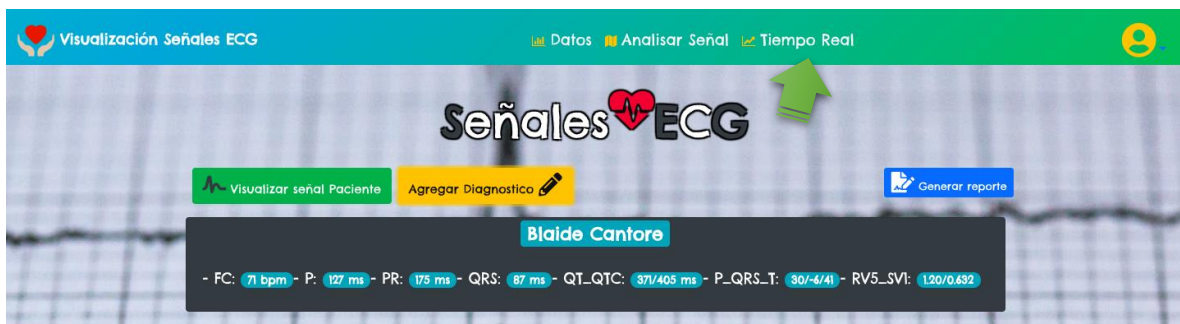 Visualización Señales ECG Datos Analisar Señal Tiempo Real
Señales ECG
Visualizar señal Paciente Agregar Diagnostico Generar reporte
Blaide Cantore
- FC: 71 bpm - P: 127 ms - PR: 175 ms - QRS: 87 ms - QT_QTC: 371/405 ms - P_QRS_T: 30/-6/41 - RV5_SV1: 1.20/0.632